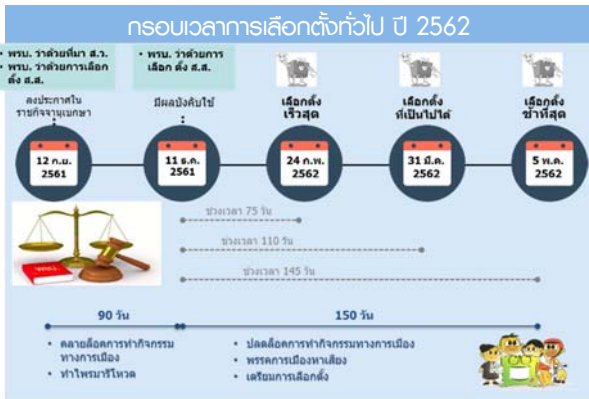 กรอบเวลาการเลือกตั้งทั่วไป ปี 2562
• พรบ. ว่าด้วยที่มา ส.ว.
• พรบ. ว่าด้วยการเลือก
ตั้ง ส.ส.
• พรบ. ว่าด้วยการ
เลือก ตั้ง ส.ส.
ลงประกาศใน
ราชกิจจานุเบกษา
มีผลบังคับใช้
เลือกตั้ง
เร็วสุด
เลือกตั้ง
ที่เป็นไปได้
เลือกตั้ง
ช้าที่สุด
12 ก.ย.
2561
11 ธ.ค.
2561
24 ก.พ.
2562
31 มี.ค.
2562
5 พ.ค.
2562
ช่วงเวลา 75 วัน
ช่วงเวลา 110 วัน
ช่วงเวลา 145 วัน
90 วัน
150 วัน
• คลายล็อคการทำกิจกรรม
ทางการเมือง
• ทำไพรมารีโหวต
• ปลดล็อคการทำกิจกรรมทางการเมือง
• พรรคการเมืองหาเสียง
• เตรียมการเลือกตั้ง